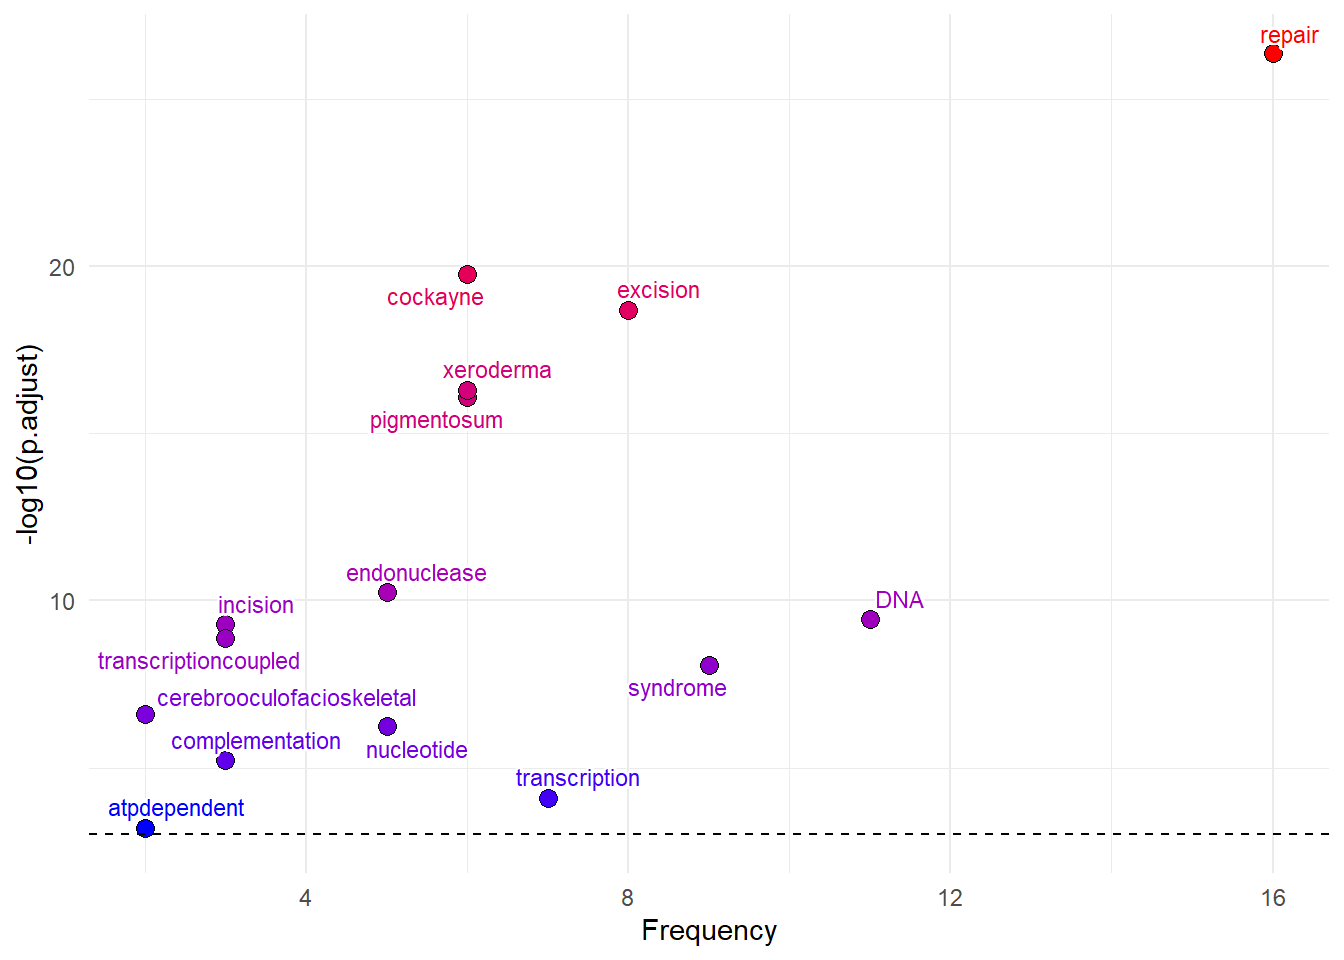 repair
20
cockayne
excision
xeroderma
pigmentosum
-log10(p.adjust)
endonuclease
10
incision
DNA
transcriptioncoupled
syndrome
cerebrooculofacioskeletal
complementation
nucleotide
transcription
atpdependent
4 8 12 16
Frequency